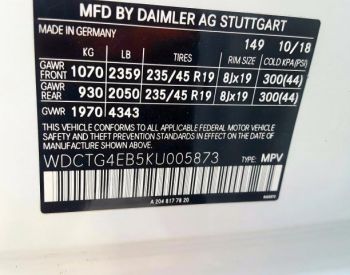 MFD BY DAIMLER AG STUTTGART
MADE IN GERMANY 149 10/18
KG LB TIRES RIM SIZE COLD KPA(PSI)
GAWR FRONT 1070 2359 235/45 R19 8Jx19 300(44)
GAWR REAR 930 2050 235/45 R19 8Jx19 300(44)
GVWR 1970 4343
THIS VEHICLE CONFORMS TO ALL APPLICABLE U.S. FEDERAL MOTOR
VEHICLE SAFETY, BUMPER, AND THEFT PREVENTION STANDARDS
IN EFFECT ON THE DATE OF MANUFACTURE SHOWN ABOVE.
WDCTG4EB5KU005873 TYPE: MPV
A 204 817 78 20